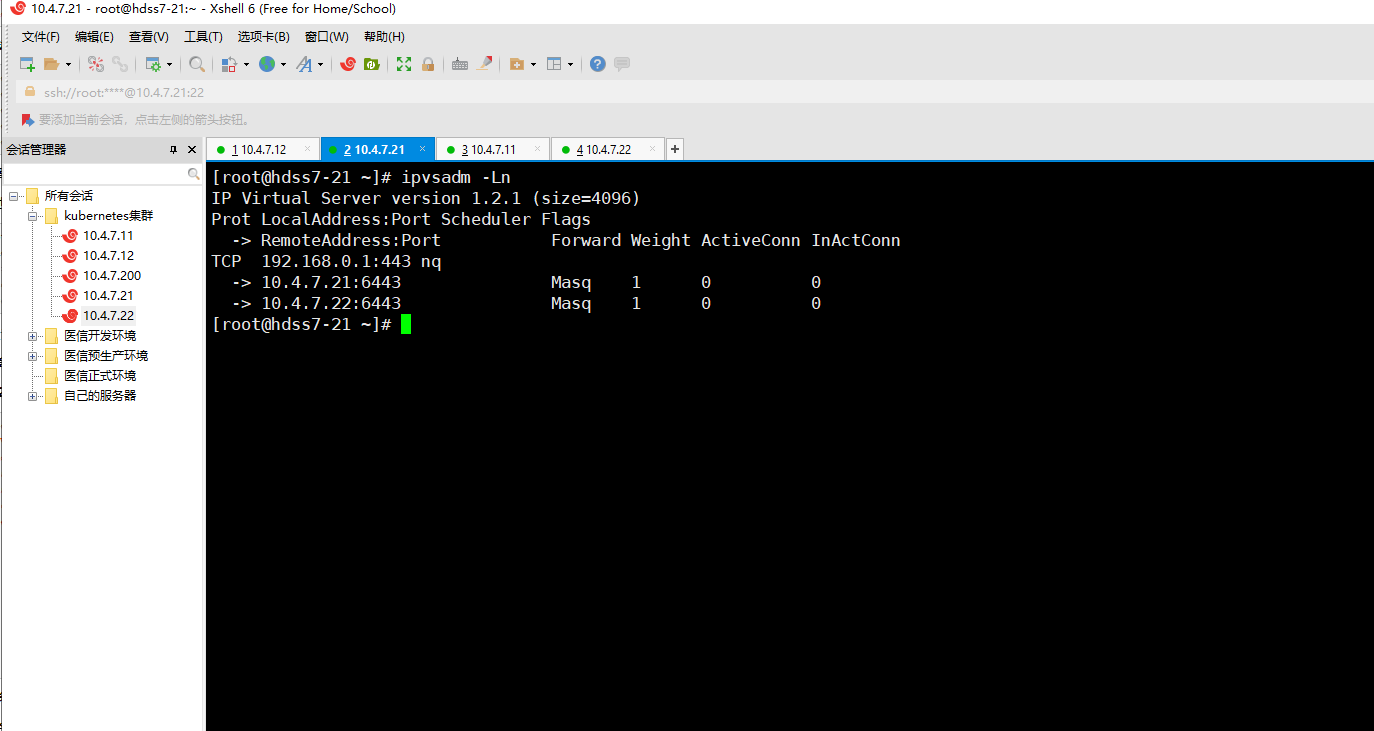 10.4.7.21 - root@hdss7-21:~ - Xshell 6 (Free for Home/School)
文件(F) 编辑(E) 查看(V) 工具(T) 选项卡(B) 窗口(W) 帮助(H)
ssh://root:****@10.4.7.21:22
要添加当前会话，点击左侧的箭头按钮。
会话管理器
1 10.4.7.12 × 2 10.4.7.21 × 3 10.4.7.11 × 4 10.4.7.22 × +
所有会话
kubernetes集群
10.4.7.11
10.4.7.12
10.4.7.200
10.4.7.21
10.4.7.22
医信开发环境
医信预生产环境
医信正式环境
自己的服务器
[root@hdss7-21 ~]# ipvsadm -Ln
IP Virtual Server version 1.2.1 (size=4096)
Prot LocalAddress:Port Scheduler Flags
  -> RemoteAddress:Port           Forward Weight ActiveConn InActConn
TCP  192.168.0.1:443 nq
  -> 10.4.7.21:6443               Masq    1      0          0
  -> 10.4.7.22:6443               Masq    1      0          0
[root@hdss7-21 ~]#